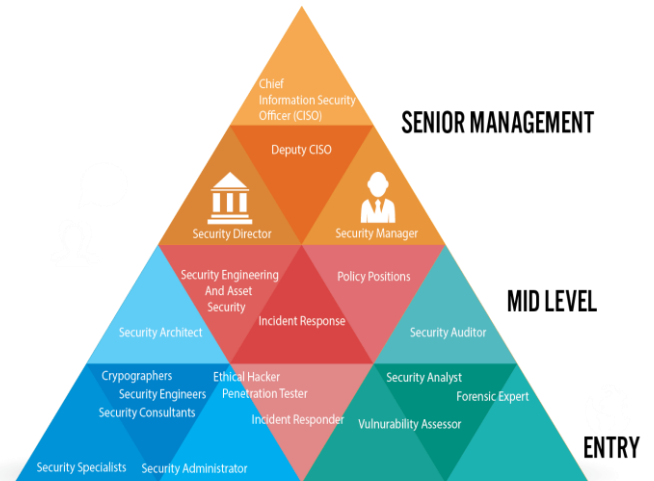 Chief
Information Security
Officer (CISO)
SENIOR MANAGEMENT
Deputy CISO
Security Director
Security Manager
Security Engineering
And Asset
Security
Policy Positions
MID LEVEL
Incident Response
Security Architect
Security Auditor
Crypographers
Ethical Hacker
Security Analyst
Security Engineers
Penetration Tester
Forensic Expert
Security Consultants
Incident Responder
Vulnurability Assessor
ENTRY
Security Specialists
Security Administrator